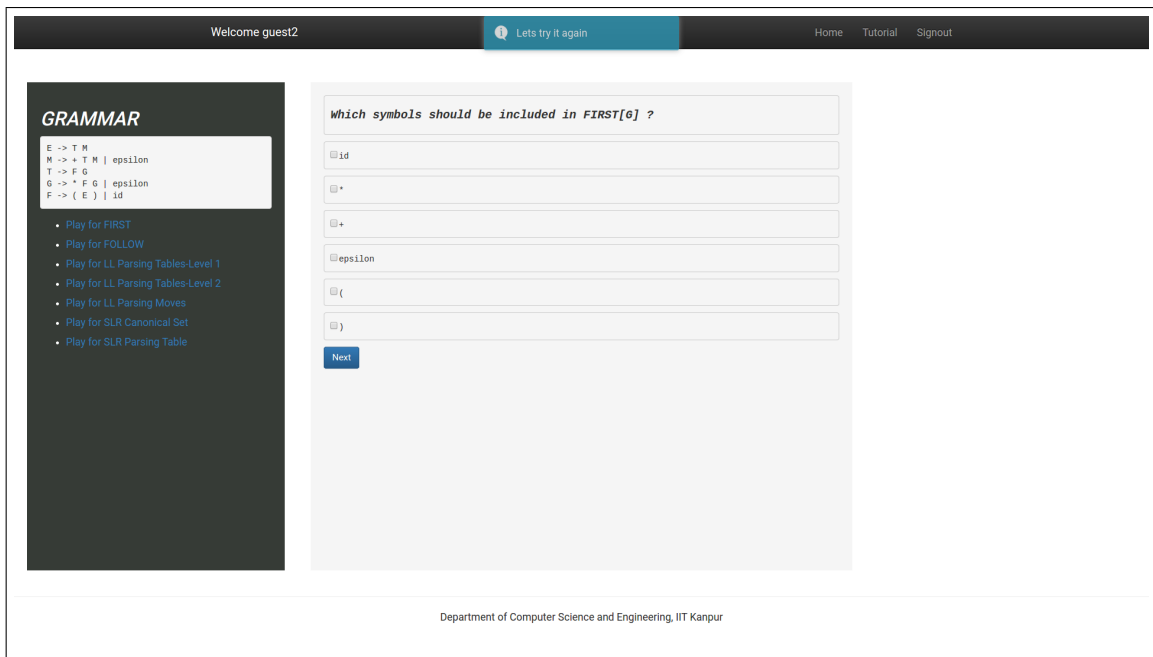 Welcome guest2
Lets try it again
Home Tutorial Signout
GRAMMAR
E -> T M
M -> + T M | epsilon
T -> F G
G -> * F G | epsilon
F -> ( E ) | id
Play for FIRST
Play for FOLLOW
Play for LL Parsing Tables-Level 1
Play for LL Parsing Tables-Level 2
Play for LL Parsing Moves
Play for SLR Canonical Set
Play for SLR Parsing Table
Which symbols should be included in FIRST[G] ?
id
*
+
epsilon
(
)
Next
Department of Computer Science and Engineering, IIT Kanpur